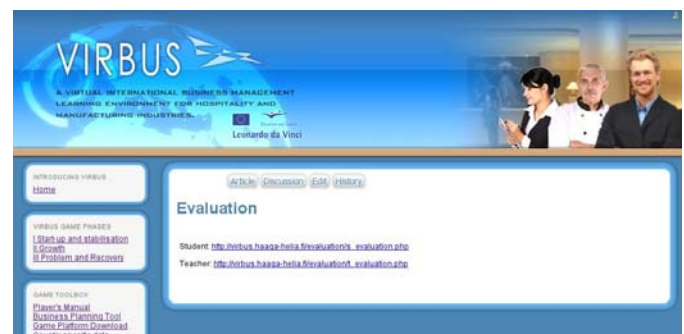 VIRBUS
A VIRTUAL INTERNATIONAL BUSINESS MANAGEMENT
LEARNING ENVIRONMENT FOR HOSPITALITY AND
MANUFACTURING INDUSTRIES.
Leonardo da Vinci
INTRODUCING VIRBUS
Home
VIRBUS GAME PHASES
I Start-up and stabilisation
II Growth
III Problem and Recovery
GAME TOOLBOX
Player's Manual
Business Planning Tool
Game Platform Download
Article Discussion Edit History
Evaluation
Student: http://virbus.haaga-helia.fi/evaluation/s_evaluation.php
Teacher: http://virbus.haaga-helia.fi/evaluation/t_evaluation.php